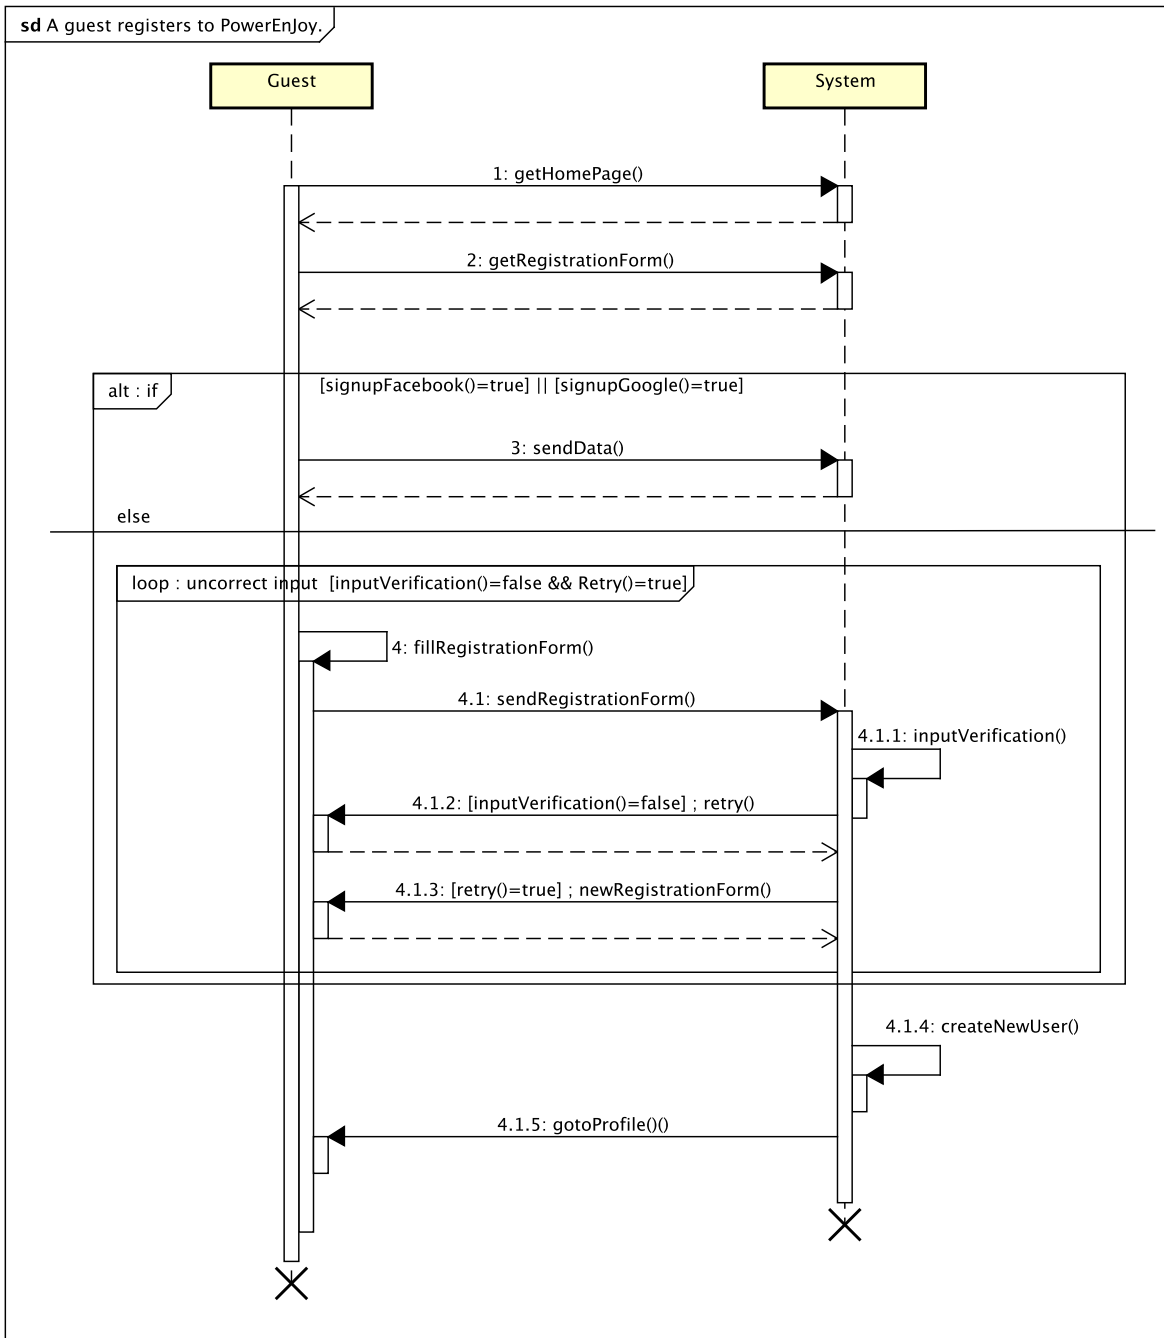 sd A guest registers to PowerEnJoy.
Guest
System
1: getHomePage()
2: getRegistrationForm()
alt : if
[signupFacebook()=true] || [signupGoogle()=true]
3: sendData()
else
loop : uncorrect input [inputVerification()=false && Retry()=true]
4: fillRegistrationForm()
4.1: sendRegistrationForm()
4.1.1: inputVerification()
4.1.2: [inputVerification()=false] ; retry()
4.1.3: [retry()=true] ; newRegistrationForm()
4.1.4: createNewUser()
4.1.5: gotoProfile()()